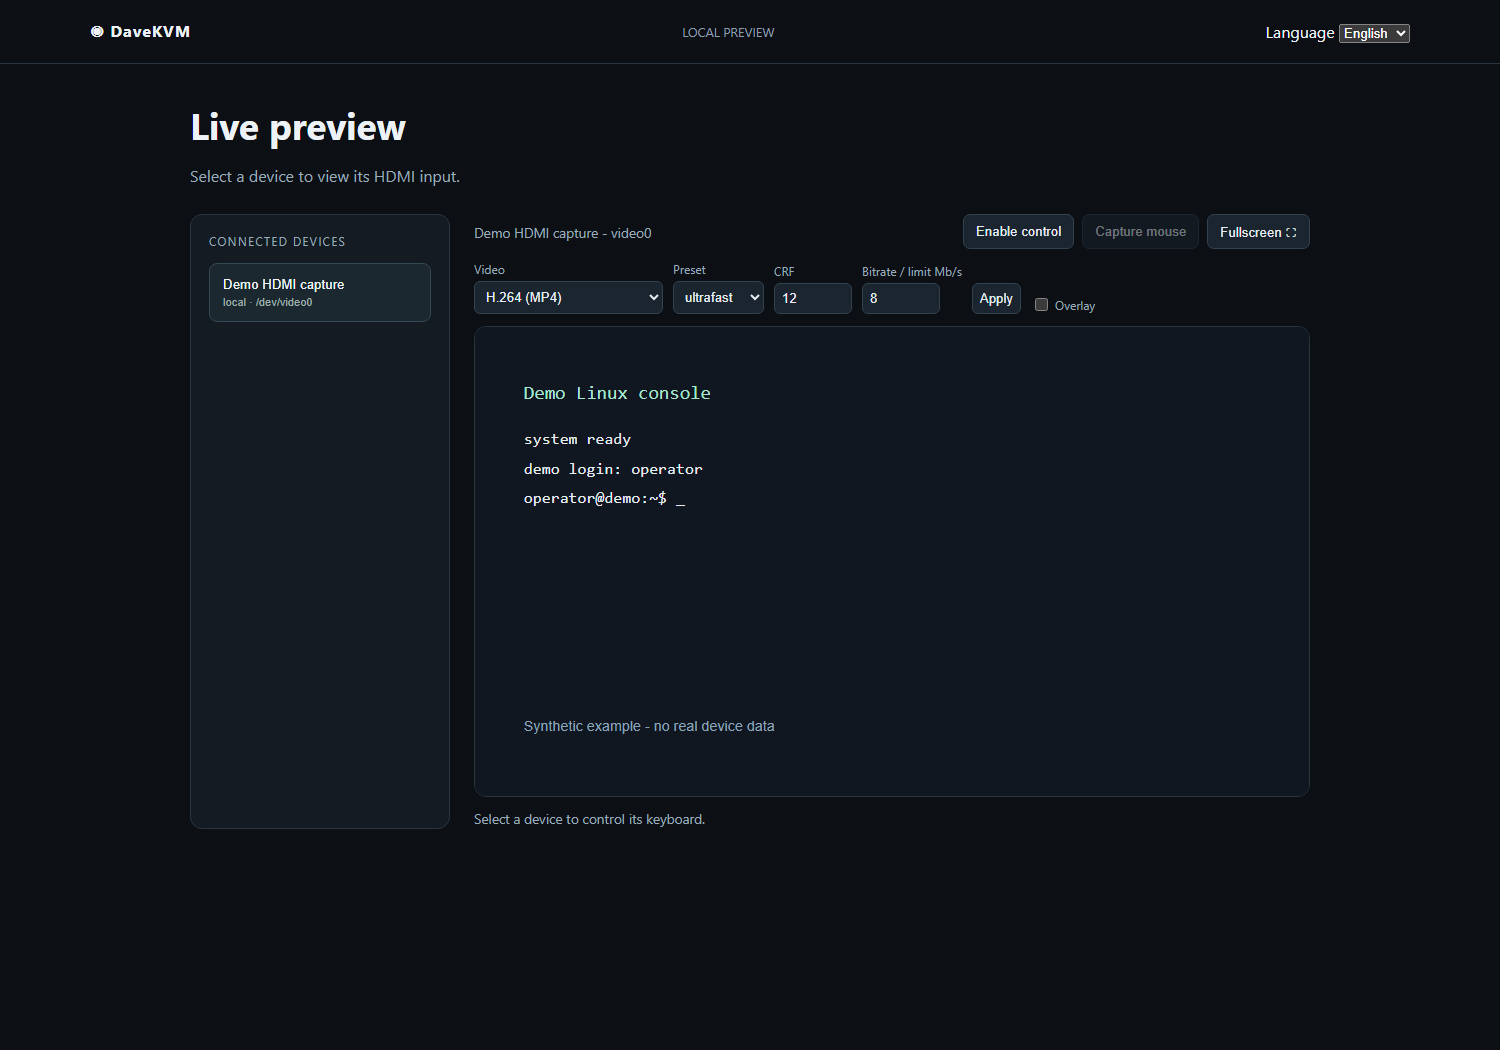 DaveKVM
LOCAL PREVIEW
Language English
Live preview
Select a device to view its HDMI input.
CONNECTED DEVICES
Demo HDMI capture
local · /dev/video0
Demo HDMI capture - video0
Enable control
Capture mouse
Fullscreen
Video
Preset
CRF
Bitrate / limit Mb/s
H.264 (MP4)
ultrafast
12
8
Apply
Overlay
Demo Linux console
system ready
demo login: operator
operator@demo:~$ _
Synthetic example - no real device data
Select a device to control its keyboard.